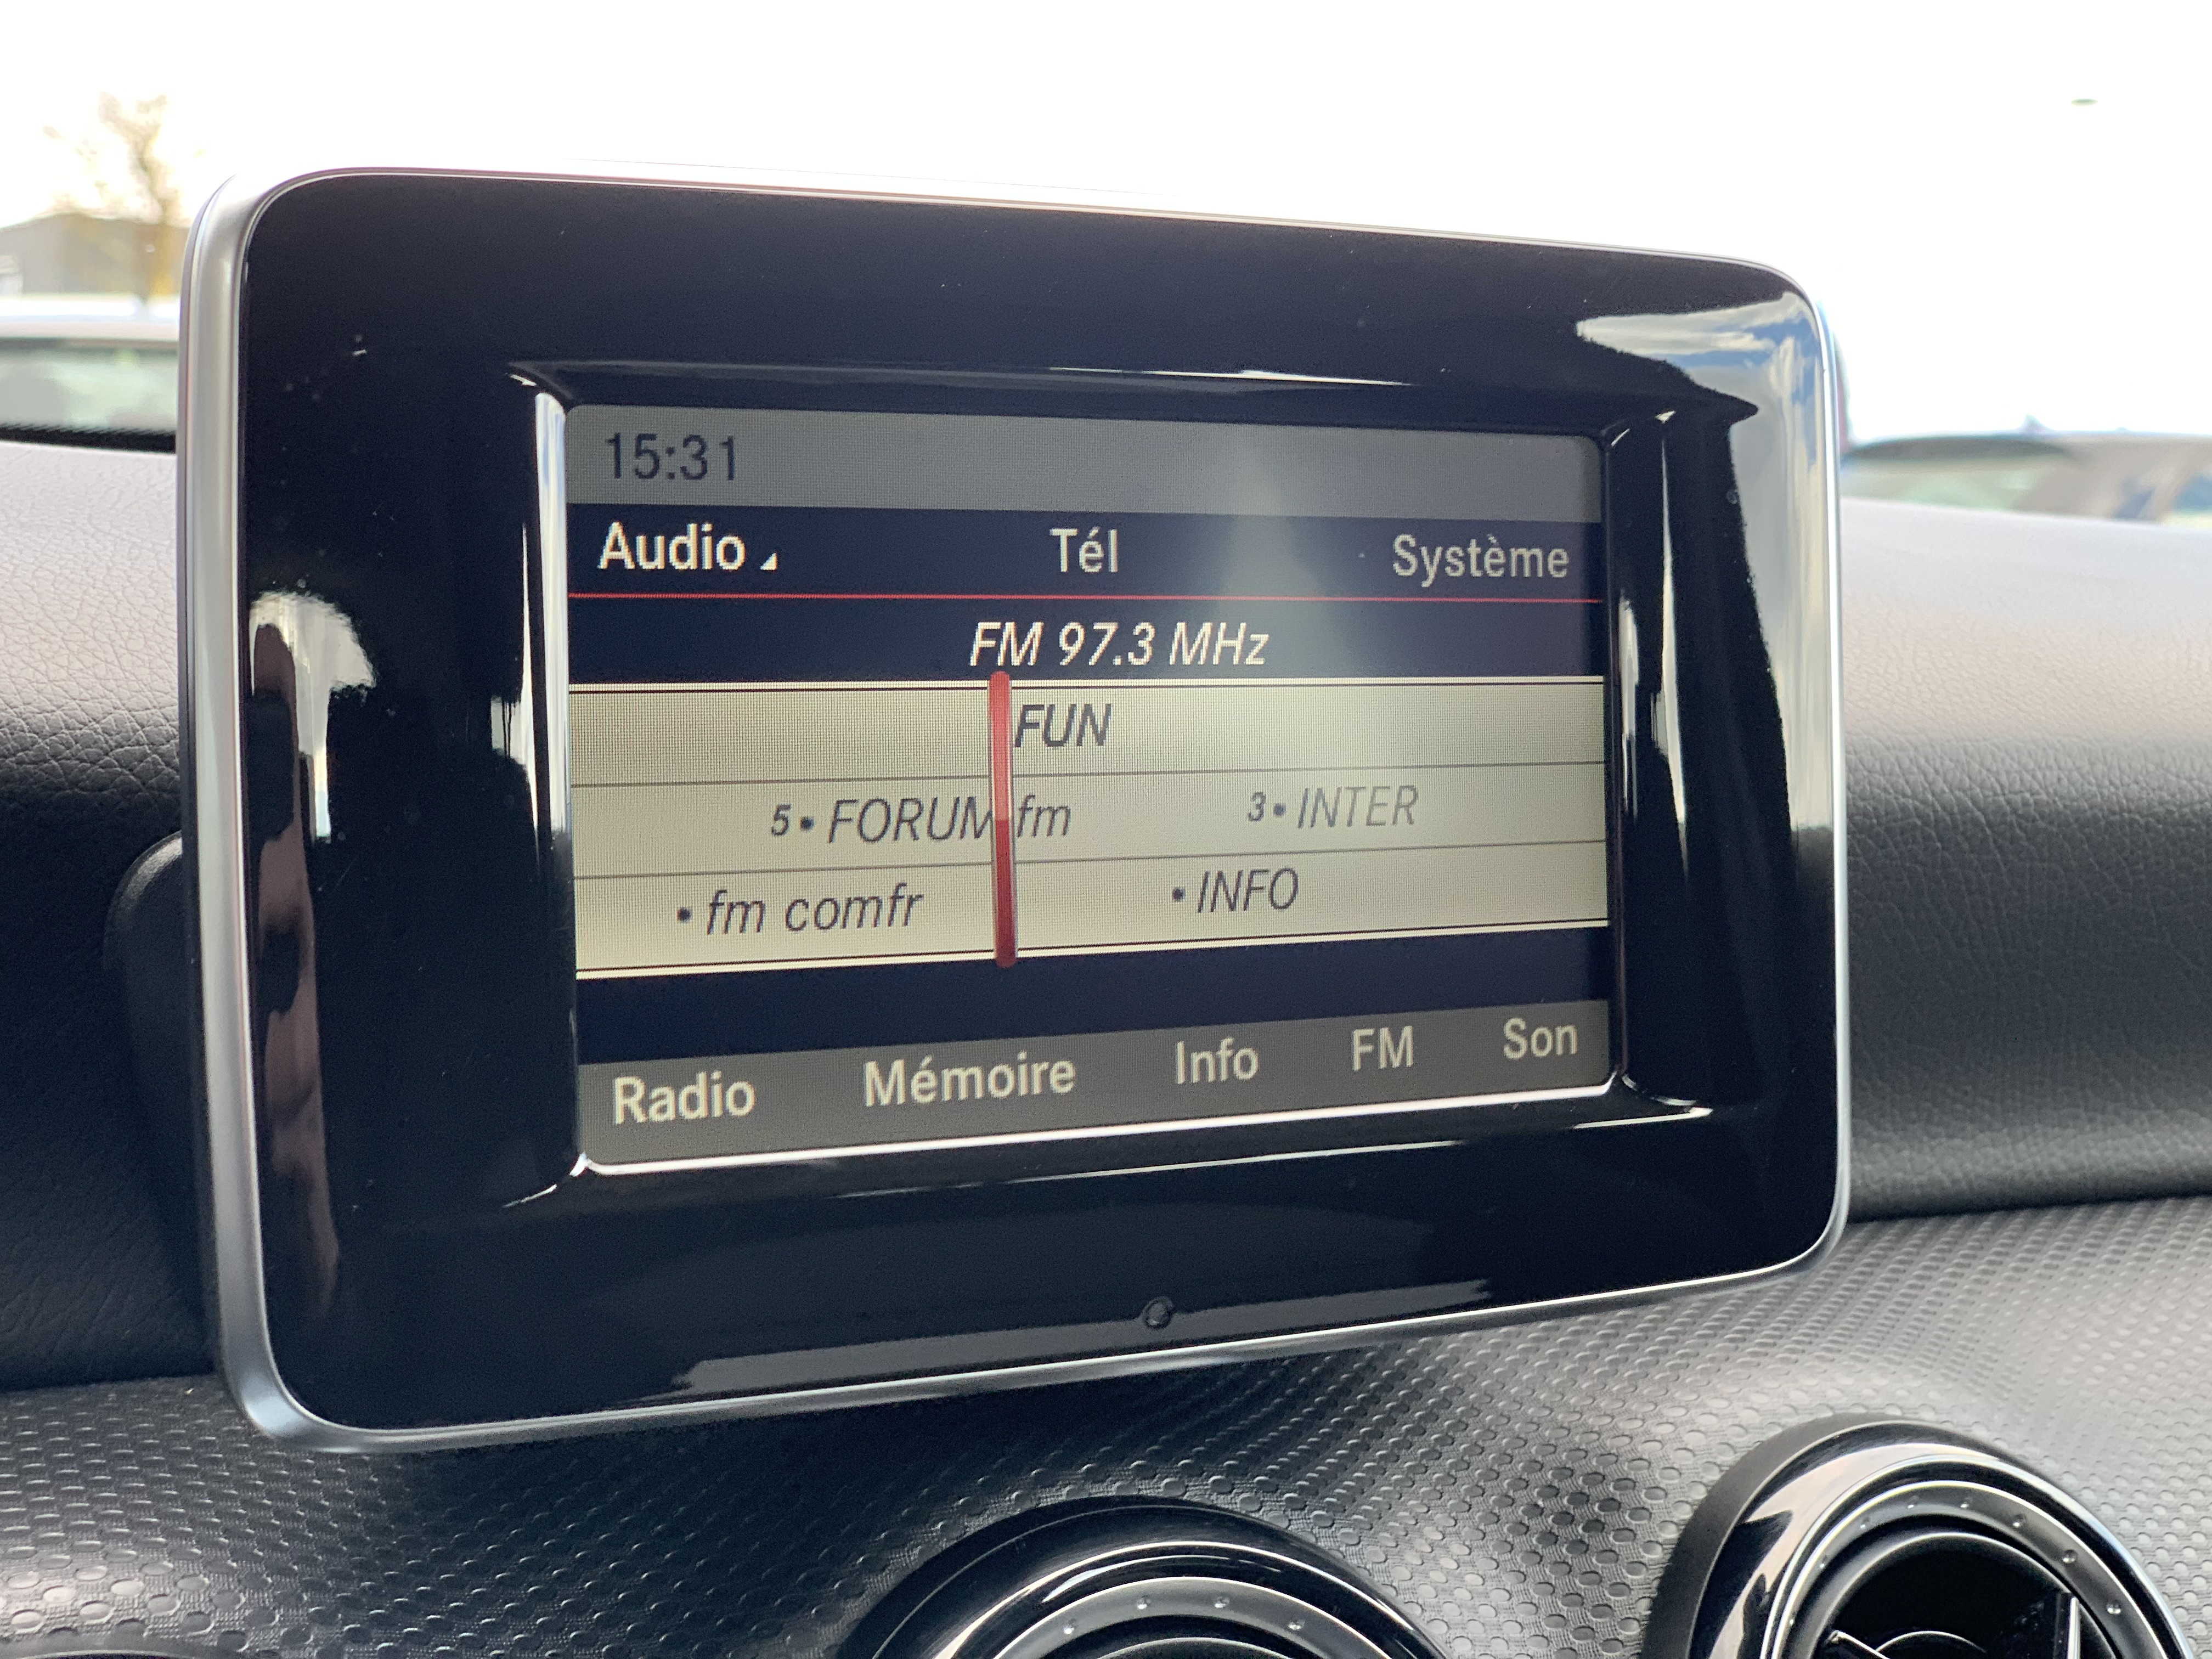 15:31
Audio Tél Système
FM 97.3 MHz
FUN
5• FORUM fm 3• INTER
• fm comfr • INFO
Radio Mémoire Info FM Son